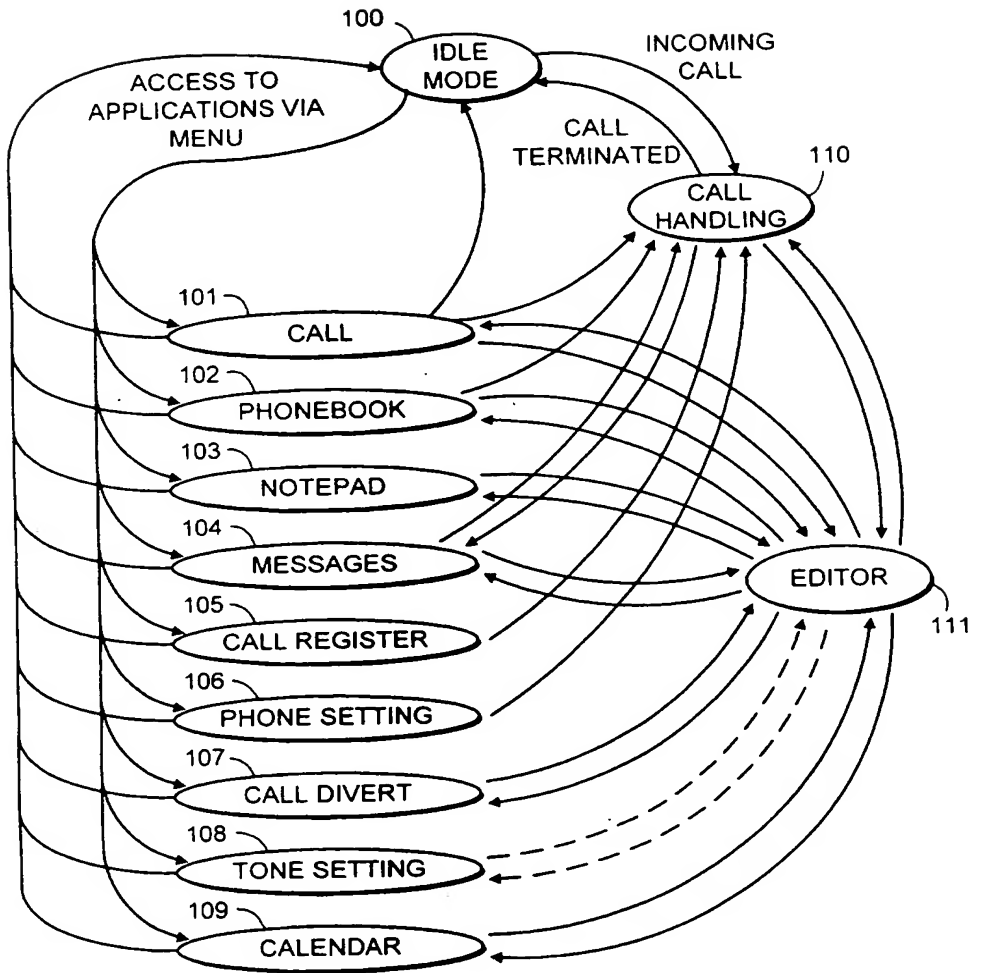 100
IDLE
MODE
INCOMING
CALL
ACCESS TO
APPLICATIONS VIA
MENU
CALL
TERMINATED
110
CALL
HANDLING
101
CALL
102
PHONEBOOK
103
NOTEPAD
104
MESSAGES
EDITOR
111
105
CALL REGISTER
106
PHONE SETTING
107
CALL DIVERT
108
TONE SETTING
109
CALENDAR